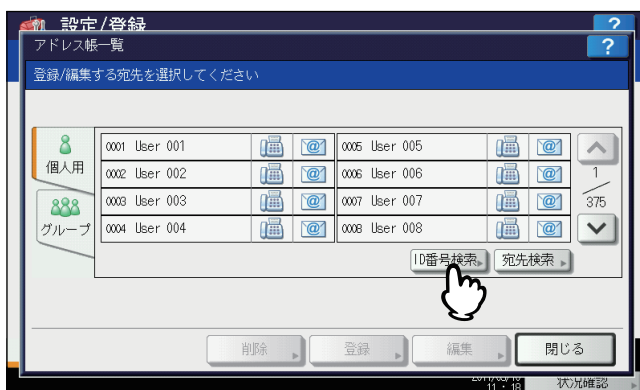 設定/登録
?
アドレス帳一覧
?
登録/編集する宛先を選択してください
個人用
グループ
0001 User 001
0005 User 005
0002 User 002
0006 User 006
0003 User 003
0007 User 007
0004 User 004
0008 User 008
1
375
ID番号検索
宛先検索
削除
登録
編集
閉じる
11:18
状況確認